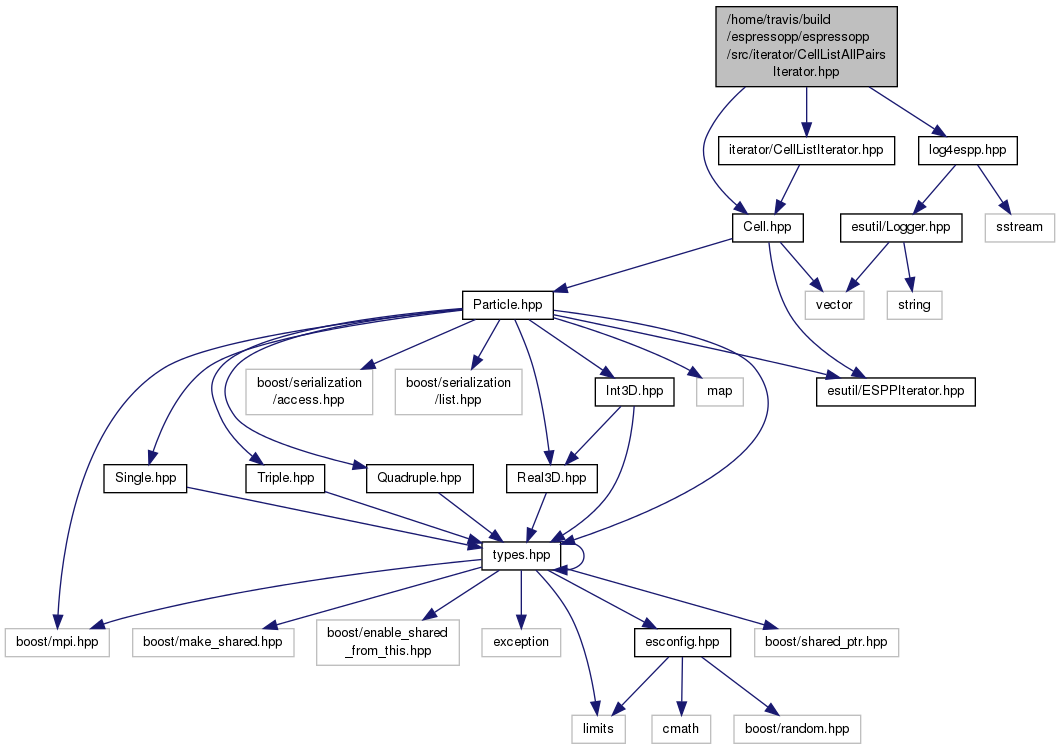 /home/travis/build
/espressopp/espressopp
/src/iterator/CellListAllPairs
Iterator.hpp
iterator/CellListIterator.hpp
log4espp.hpp
Cell.hpp
esutil/Logger.hpp
sstream
Particle.hpp
vector
string
boost/serialization
/access.hpp
boost/serialization
/list.hpp
Int3D.hpp
map
esutil/ESPPIterator.hpp
Single.hpp
Triple.hpp
Quadruple.hpp
Real3D.hpp
types.hpp
boost/mpi.hpp
boost/make_shared.hpp
boost/enable_shared
_from_this.hpp
exception
esconfig.hpp
boost/shared_ptr.hpp
limits
cmath
boost/random.hpp